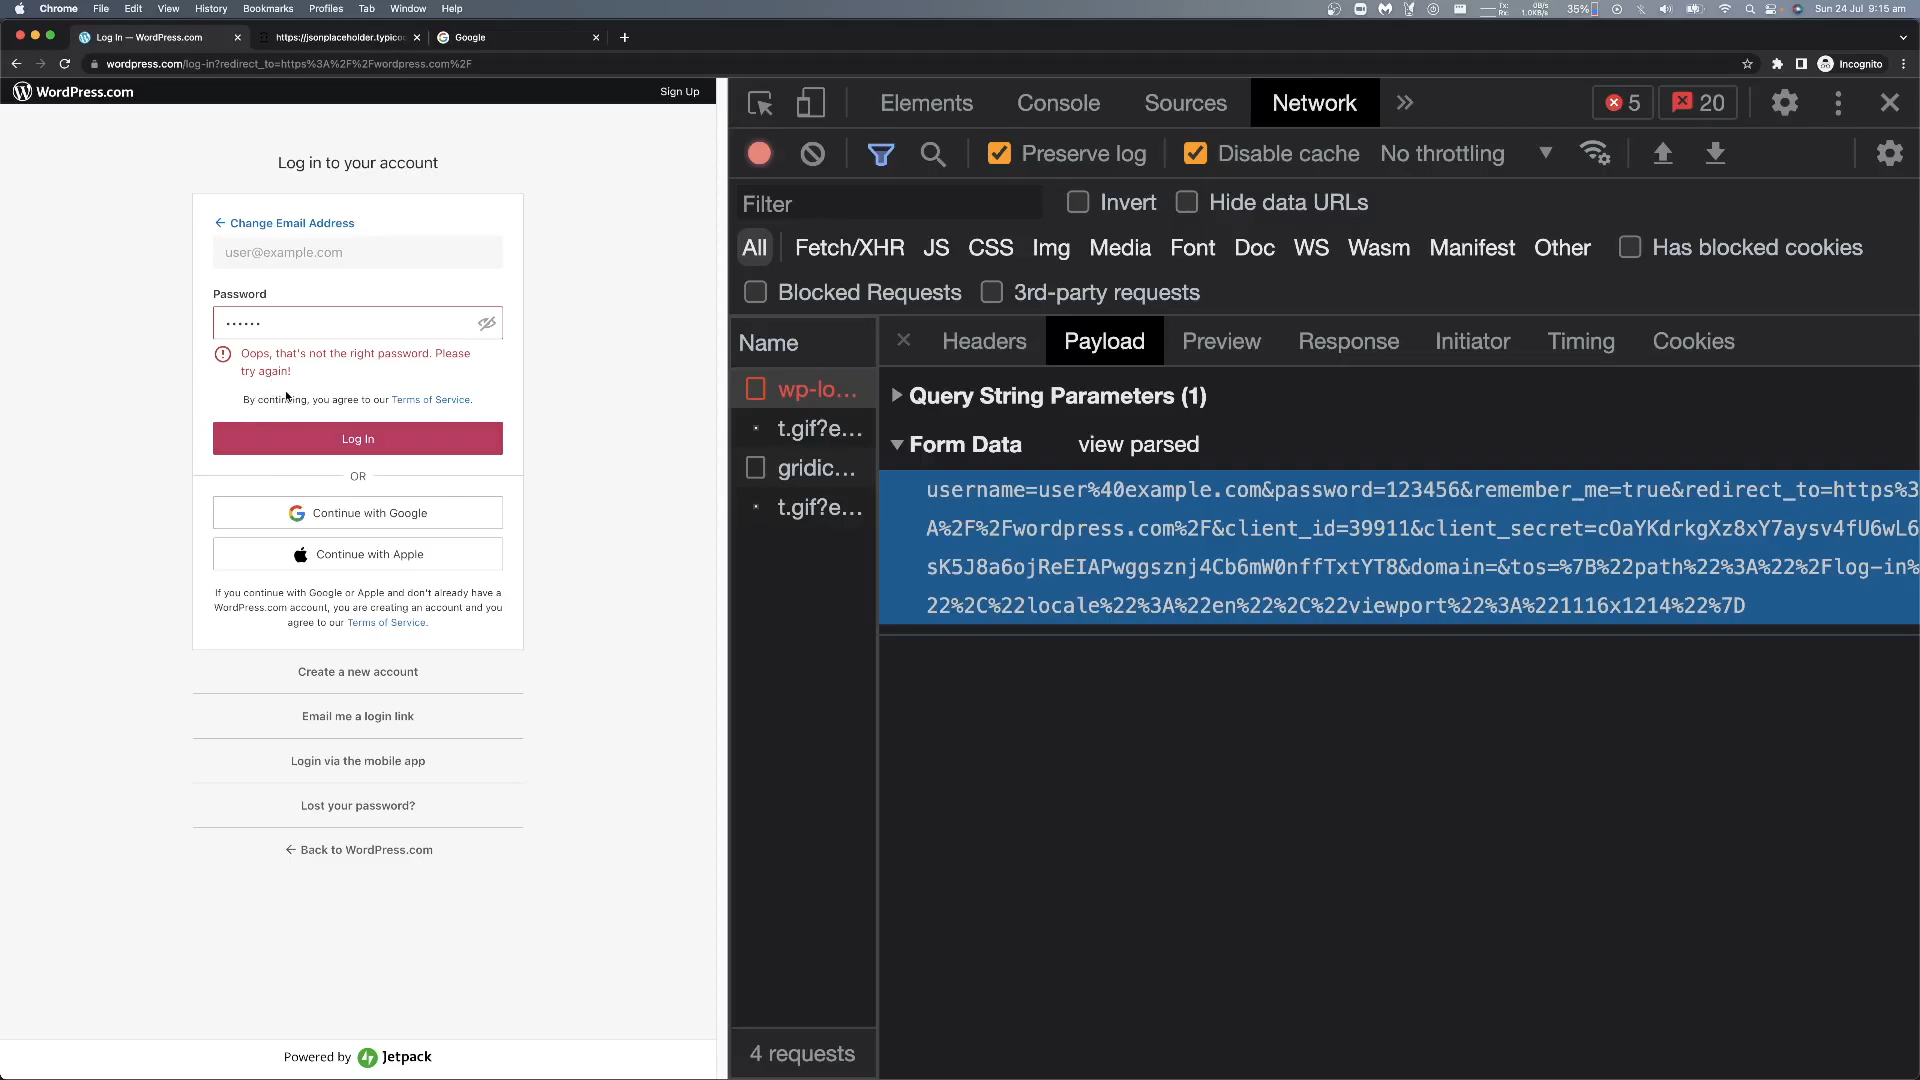 Chrome File Edit View History Bookmarks Profiles Tab Window Help
Tx: 0B/s
Rx: 1.0KB/s
35% Sun 24 Jul 9:15 am
Log In — WordPress.com
https://jsonplaceholder.typico
Google
wordpress.com/log-in?redirect_to=https%3A%2F%2Fwordpress.com%2F
Incognito
WordPress.com
Sign Up
Log in to your account
← Change Email Address
user@example.com
Password
••••••
Oops, that's not the right password. Please
try again!
By continuing, you agree to our Terms of Service.
Log In
OR
Continue with Google
Continue with Apple
If you continue with Google or Apple and don't already have a
WordPress.com account, you are creating an account and you
agree to our Terms of Service.
Create a new account
Email me a login link
Login via the mobile app
Lost your password?
← Back to WordPress.com
Powered by Jetpack
Elements Console Sources Network » 5 20
Preserve log Disable cache No throttling
Filter Invert Hide data URLs
All Fetch/XHR JS CSS Img Media Font Doc WS Wasm Manifest Other Has blocked cookies
Blocked Requests 3rd-party requests
Name
wp-lo...
t.gif?e...
gridic...
t.gif?e...
4 requests
Headers Payload Preview Response Initiator Timing Cookies
Query String Parameters (1)
Form Data view parsed
username=user%40example.com&password=123456&remember_me=true&redirect_to=https%3
A%2F%2Fwordpress.com%2F&client_id=39911&client_secret=cOaYKdrkgXz8xY7aysv4fU6wL6
sK5J8a6ojReEIAPwggsznj4Cb6mW0nffTxtYT8&domain=&tos=%7B%22path%22%3A%22%2Flog-in%
22%2C%22locale%22%3A%22en%22%2C%22viewport%22%3A%221116x1214%22%7D